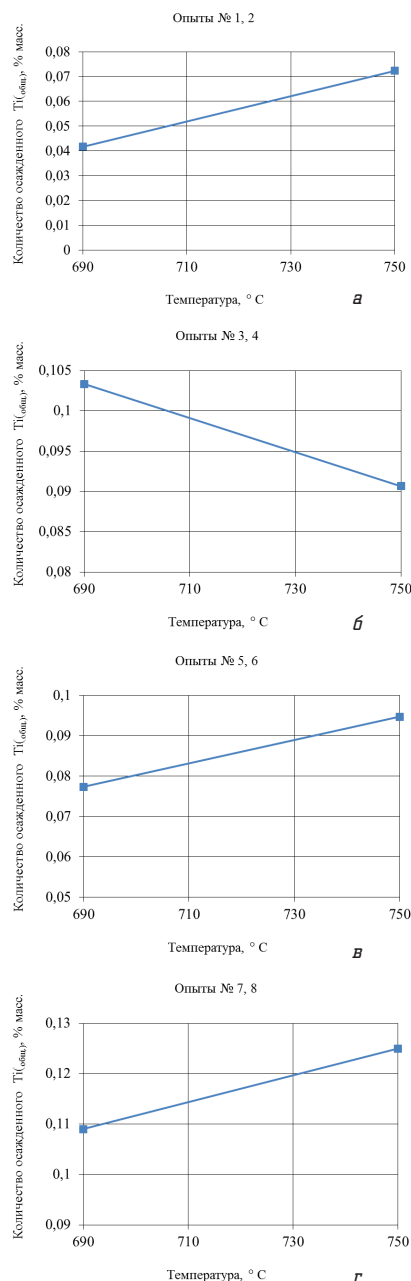 Опыты № 1, 2
Количество осажденного Ti(общ.), % масс.
0,08
0,07
0,06
0,05
0,04
0,03
0,02
0,01
0
690
710
730
750
Температура, ° С
а
Опыты № 3, 4
Количество осажденного Ti(общ.), % масс.
0,105
0,1
0,095
0,09
0,085
0,08
690
710
730
750
Температура, ° С
б
Опыты № 5, 6
Количество осажденного Ti(общ.), % масс.
0,1
0,09
0,08
0,07
0,06
0,05
690
710
730
750
Температура, ° С
в
Опыты № 7, 8
Количество осажденного Ti(общ.), % масс.
0,13
0,12
0,11
0,1
0,09
690
710
730
750
Температура, ° С
г